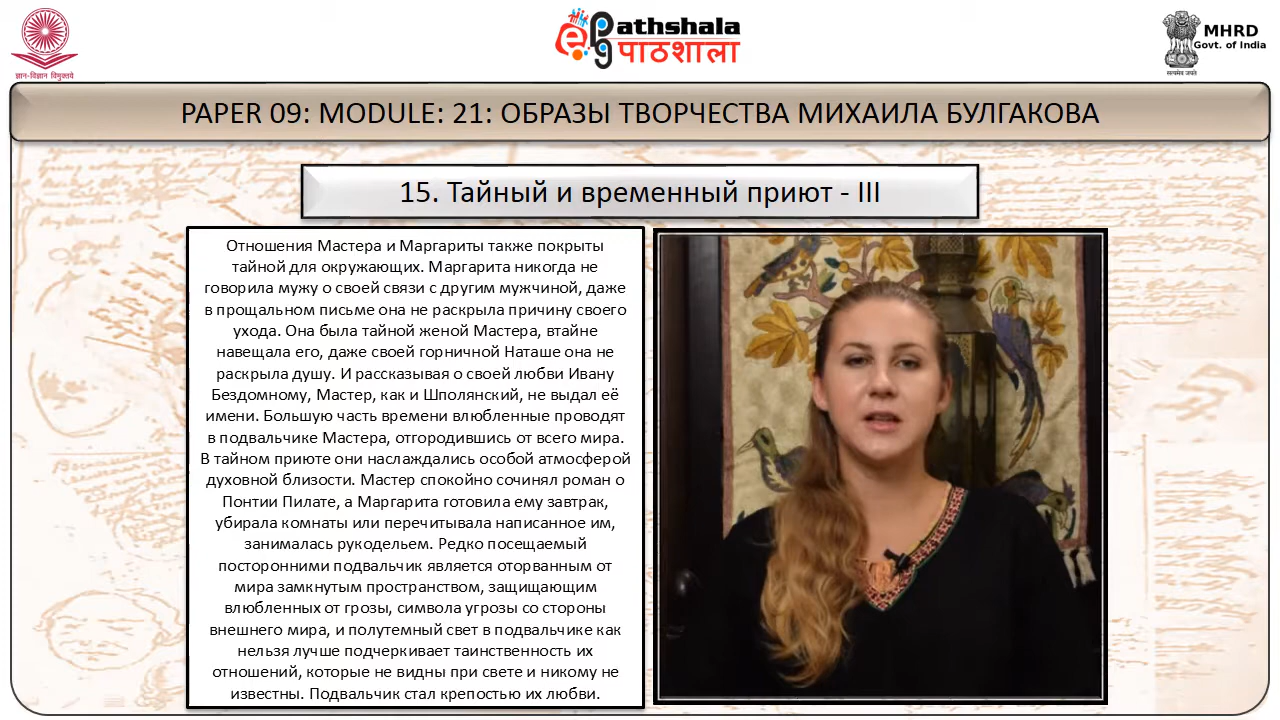 ज्ञान-विज्ञान विमुक्तये
ePathshala
पाठशाला
MHRD
Govt. of India
सत्यमेव जयते
PAPER 09: MODULE: 21: ОБРАЗЫ ТВОРЧЕСТВА МИХАИЛА БУЛГАКОВА
15. Тайный и временный приют - III
Отношения Мастера и Маргариты также покрыты
тайной для окружающих. Маргарита никогда не
говорила мужу о своей связи с другим мужчиной, даже
в прощальном письме она не раскрыла причину своего
ухода. Она была тайной женой Мастера, втайне
навещала его, даже своей горничной Наташе она не
раскрыла душу. И рассказывая о своей любви Ивану
Бездомному, Мастер, как и Шполянский, не выдал её
имени. Большую часть времени влюбленные проводят
в подвальчике Мастера, отгородившись от всего мира.
В тайном приюте они наслаждались особой атмосферой
духовной близости. Мастер спокойно сочинял роман о
Понтии Пилате, а Маргарита готовила ему завтрак,
убирала комнаты или перечитывала написанное им,
занималась рукодельем. Редко посещаемый
посторонними подвальчик является оторванным от
мира замкнутым пространством, защищающим
влюбленных от грозы, символа угрозы со стороны
внешнего мира, и полутемный свет в подвальчике как
нельзя лучше подчеркивает таинственность их
отношений, которые не видны при свете и никому не
известны. Подвальчик стал крепостью их любви.